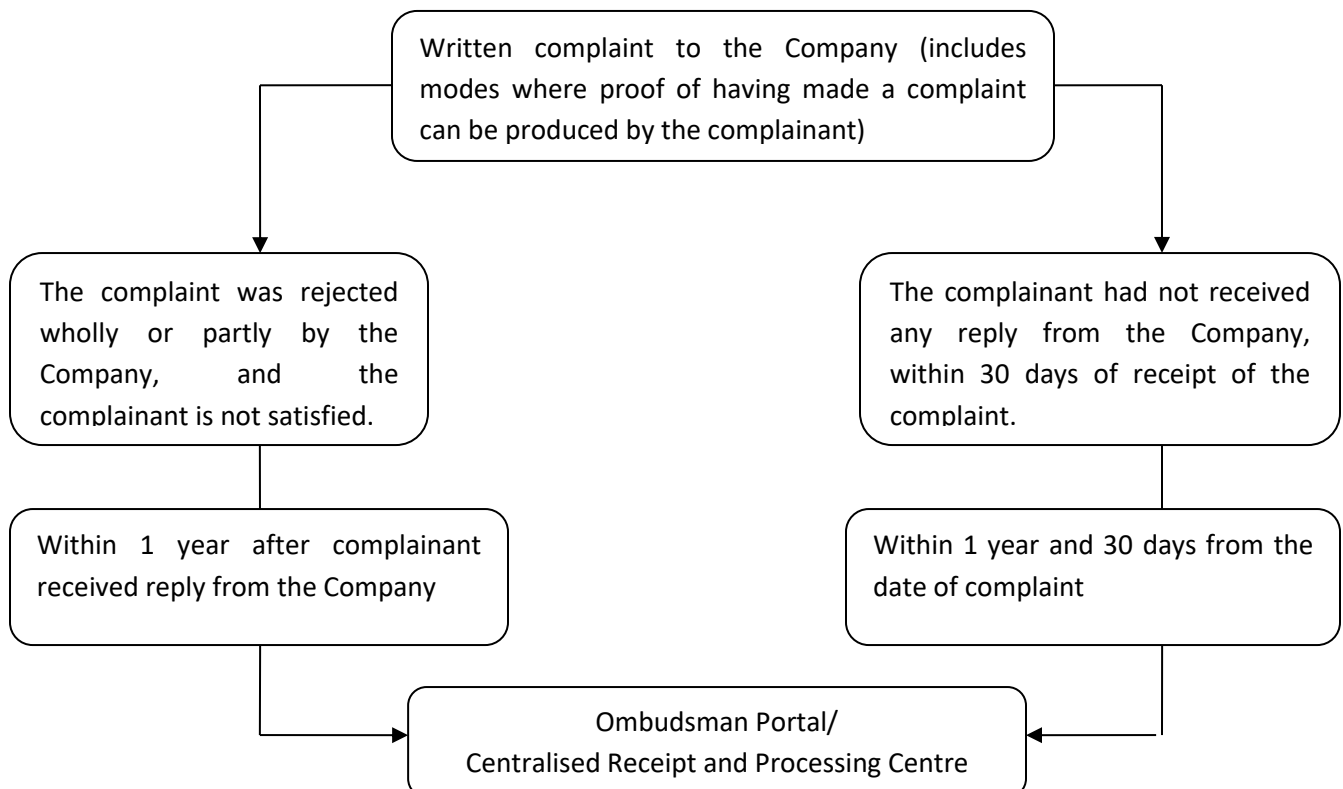 Written complaint to the Company (includes
modes where proof of having made a complaint
can be produced by the complainant)
The complaint was rejected
wholly or partly by the
Company, and the
complainant is not satisfied.
The complainant had not received
any reply from the Company,
within 30 days of receipt of the
complaint.
Within 1 year after complainant
received reply from the Company
Within 1 year and 30 days from the
date of complaint
Ombudsman Portal/
Centralised Receipt and Processing Centre